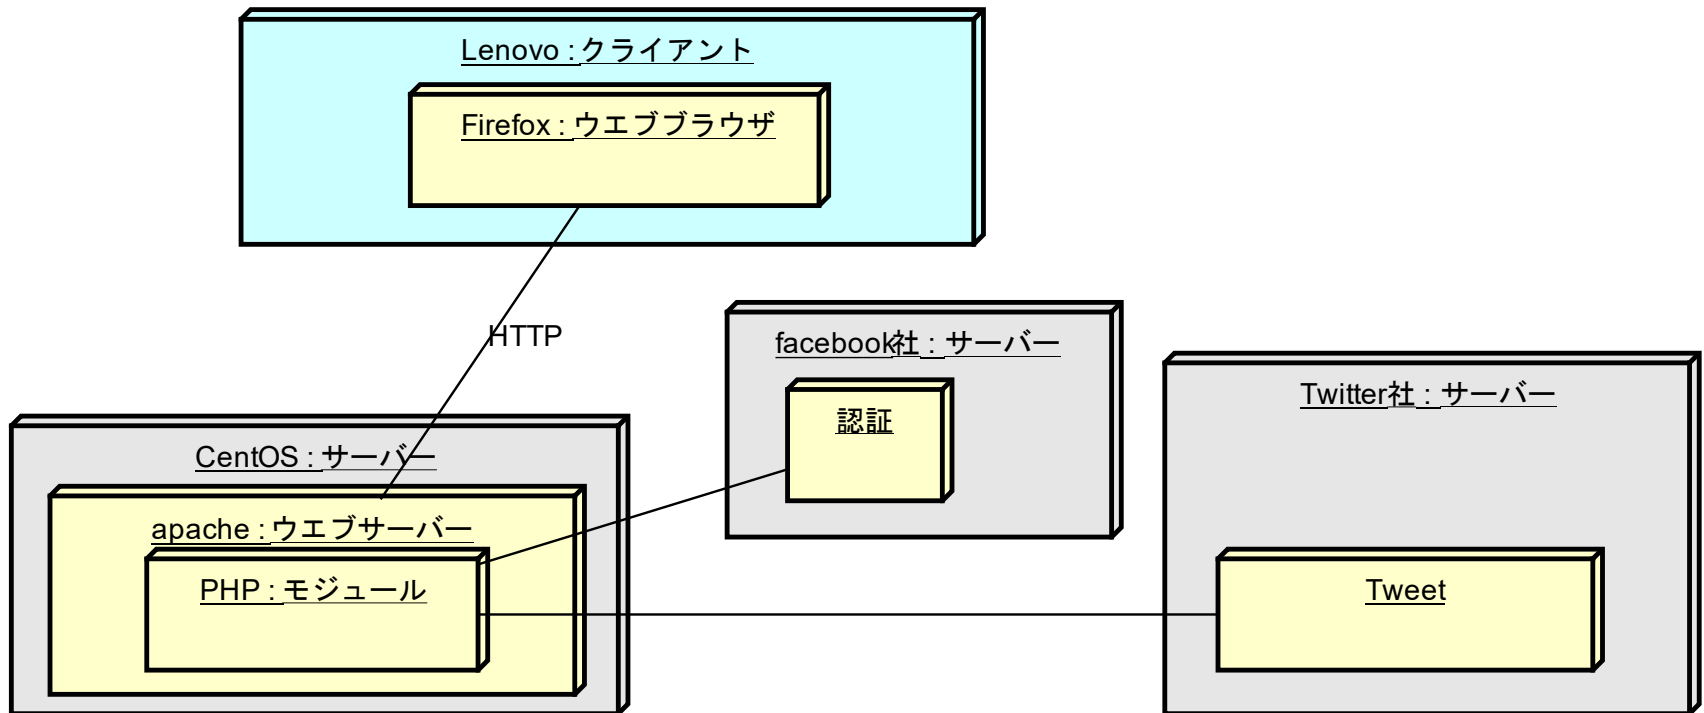 Lenovo : クライアント
Firefox : ウエブブラウザ
HTTP
facebook社 : サーバー
認証
Twitter社 : サーバー
Tweet
CentOS : サーバー
apache : ウエブサーバー
PHP : モジュール